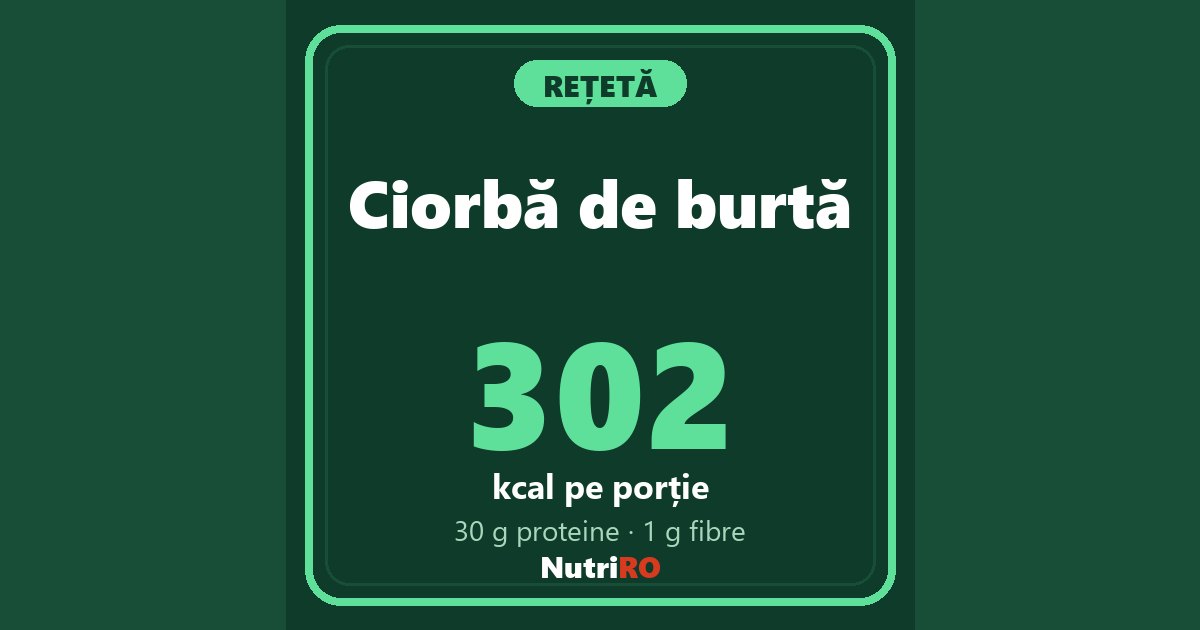 REȚETĂ
Ciorbă de burtă
302
kcal pe porție
30 g proteine · 1 g fibre
NutriRO